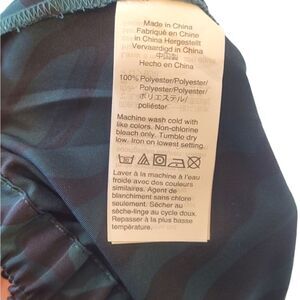 Made in China
Fabriqué en Chine
in China Hergestellt
Vervaardigd in China
中国製
Hecho en China
100% Polyester/Polyester/
Polyester/Polyester/
ポリエステル/
poliéster.
Machine wash cold with
like colors. Non-chlorine
bleach only. Tumble dry
low. Iron on lowest setting.
Laver à la machine à l'eau
froide avec des couleurs
similaires. Agent de
blanchiment sans chlore
seulement. Sécher au
sèche-linge au cycle doux.
Repasser à la plus basse
température.